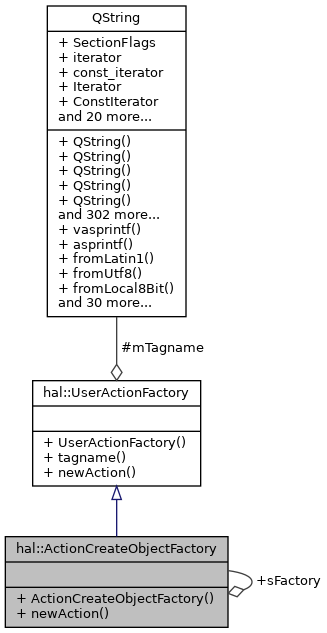 QString
+ SectionFlags
+ iterator
+ const_iterator
+ Iterator
+ ConstIterator
and 20 more...
+ QString()
+ QString()
+ QString()
+ QString()
+ QString()
and 302 more...
+ vasprintf()
+ asprintf()
+ fromLatin1()
+ fromUtf8()
+ fromLocal8Bit()
and 30 more...
#mTagname
hal::UserActionFactory
+ UserActionFactory()
+ tagname()
+ newAction()
hal::ActionCreateObjectFactory
+sFactory
+ ActionCreateObjectFactory()
+ newAction()